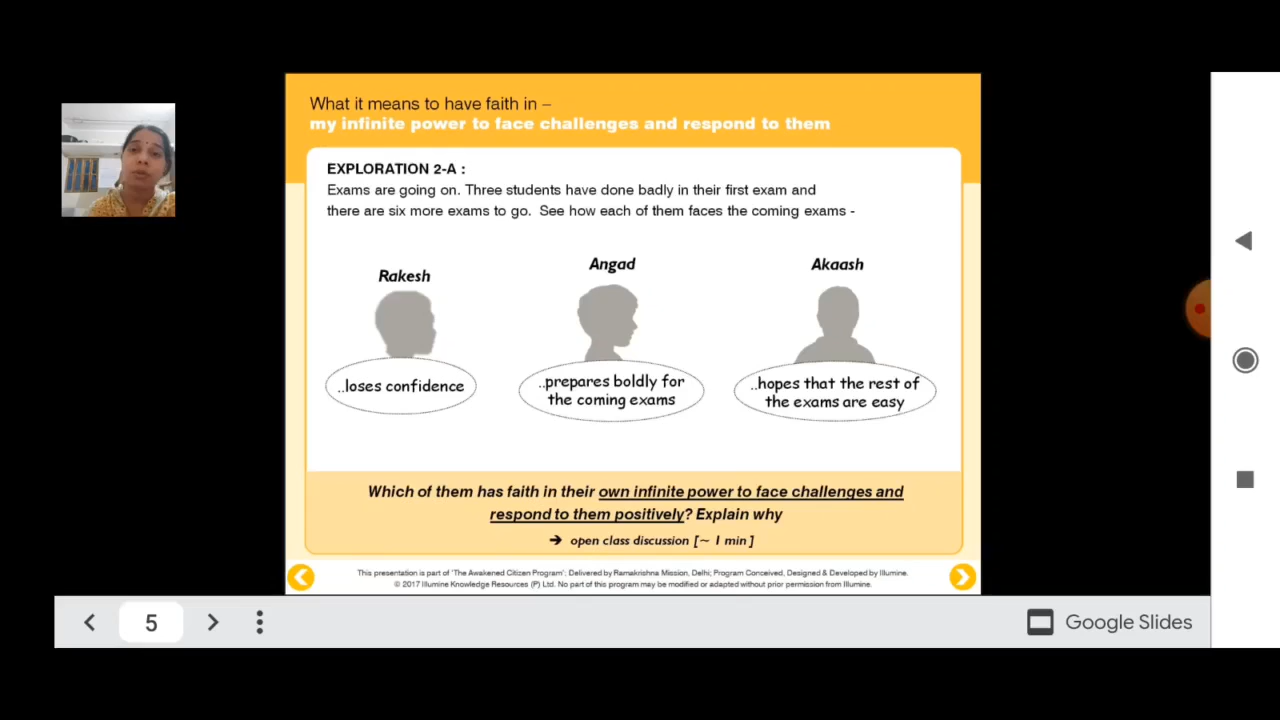 What it means to have faith in –
my infinite power to face challenges and respond to them
EXPLORATION 2-A :
Exams are going on. Three students have done badly in their first exam and
there are six more exams to go. See how each of them faces the coming exams -
Rakesh
Angad
Akaash
..loses confidence
..prepares boldly for
the coming exams
..hopes that the rest of
the exams are easy
Which of them has faith in their own infinite power to face challenges and
respond to them positively? Explain why
➔ open class discussion [~ 1 min]
This presentation is part of 'The Awakened Citizen Program'; Delivered by Ramakrishna Mission, Delhi; Program Conceived, Designed & Developed by Illumine.
© 2017 Illumine Knowledge Resources (P) Ltd. No part of this program may be modified or adapted without prior permission from Illumine.
5
Google Slides